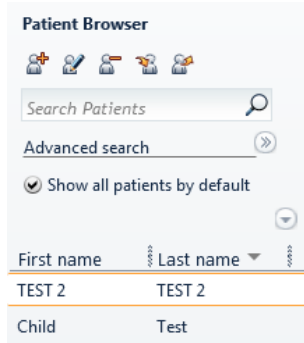 Patient Browser
Search Patients
Advanced search
Show all patients by default
First name Last name
TEST 2 TEST 2
Child Test